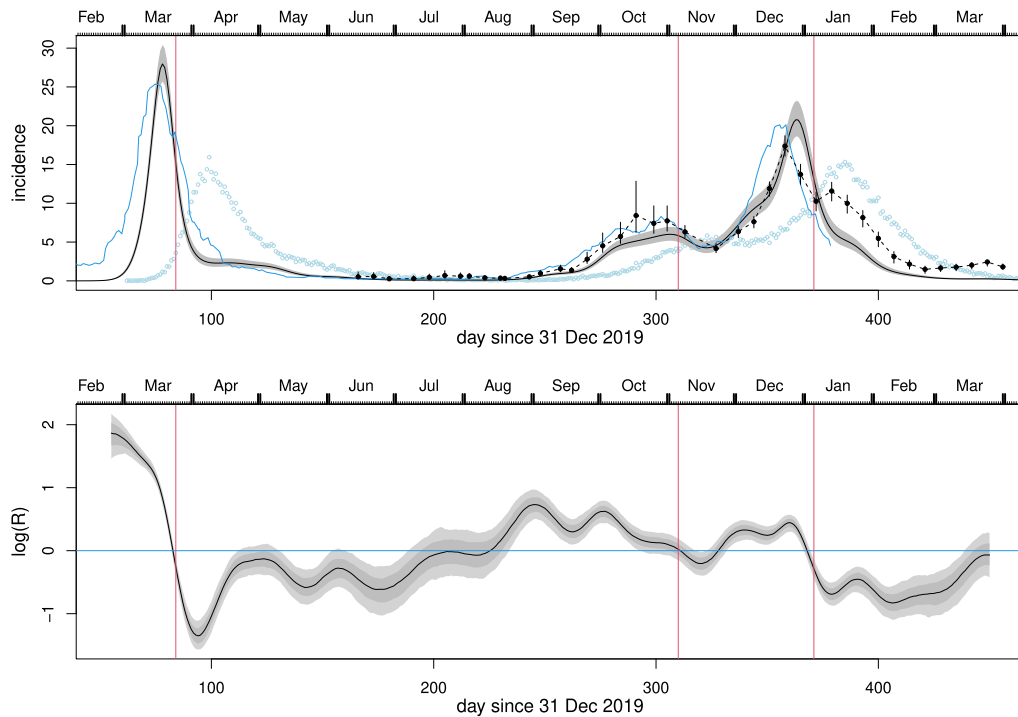 Feb Mar Apr May Jun Jul Aug Sep Oct Nov Dec Jan Feb Mar
30
25
20
15
10
5
0
incidence
100 200 300 400
day since 31 Dec 2019
Feb Mar Apr May Jun Jul Aug Sep Oct Nov Dec Jan Feb Mar
2
1
0
−1
log(R)
100 200 300 400
day since 31 Dec 2019